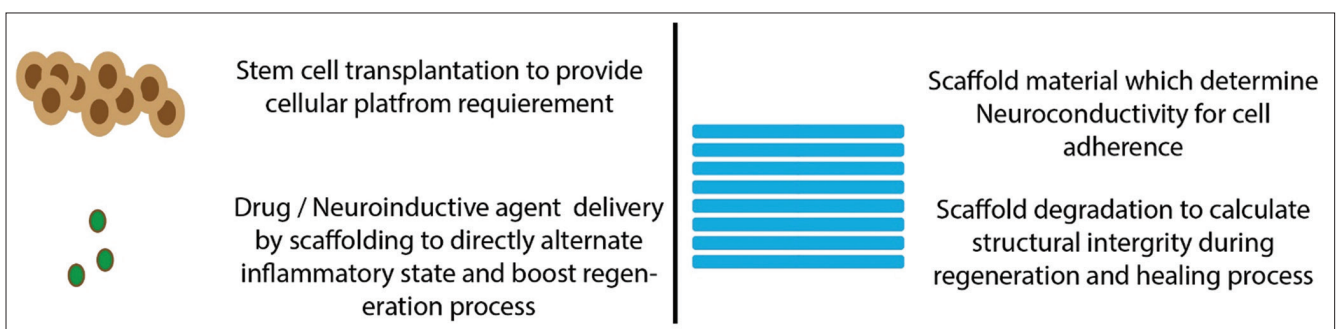 Stem cell transplantation to provide
cellular platfrom requierement
Drug / Neuroinductive agent delivery
by scaffolding to directly alternate
inflammatory state and boost regen-
eration process
Scaffold material which determine
Neuroconductivity for cell
adherence
Scaffold degradation to calculate
structural intergrity during
regeneration and healing process